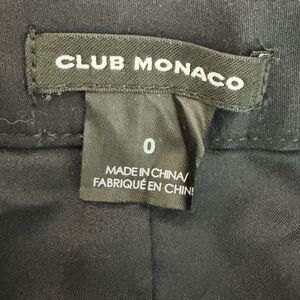 CLUB MONACO
0
MADE IN CHINA/
FABRIQUÉ EN CHINE